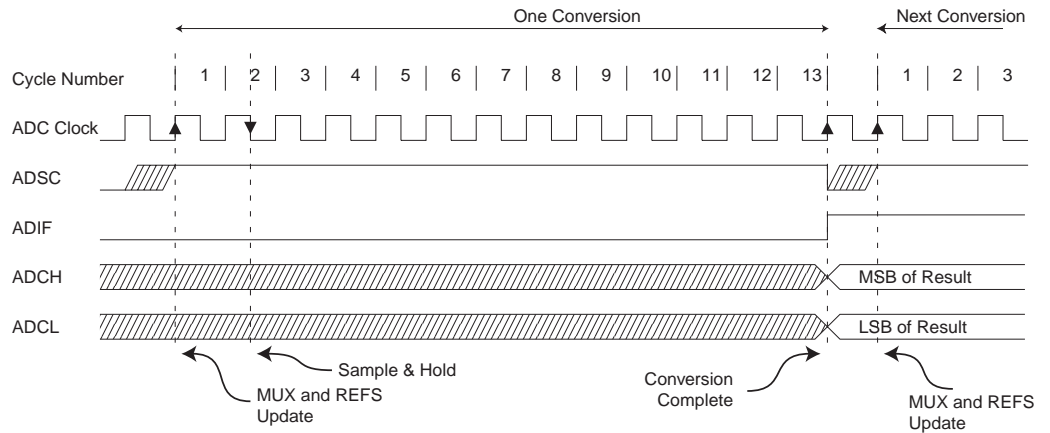 One Conversion
Next Conversion
Cycle Number 1 2 3 4 5 6 7 8 9 10 11 12 13 1 2 3
ADC Clock
ADSC
ADIF
ADCH
MSB of Result
ADCL
LSB of Result
Sample & Hold
MUX and REFS
Update
Conversion
Complete
MUX and REFS
Update